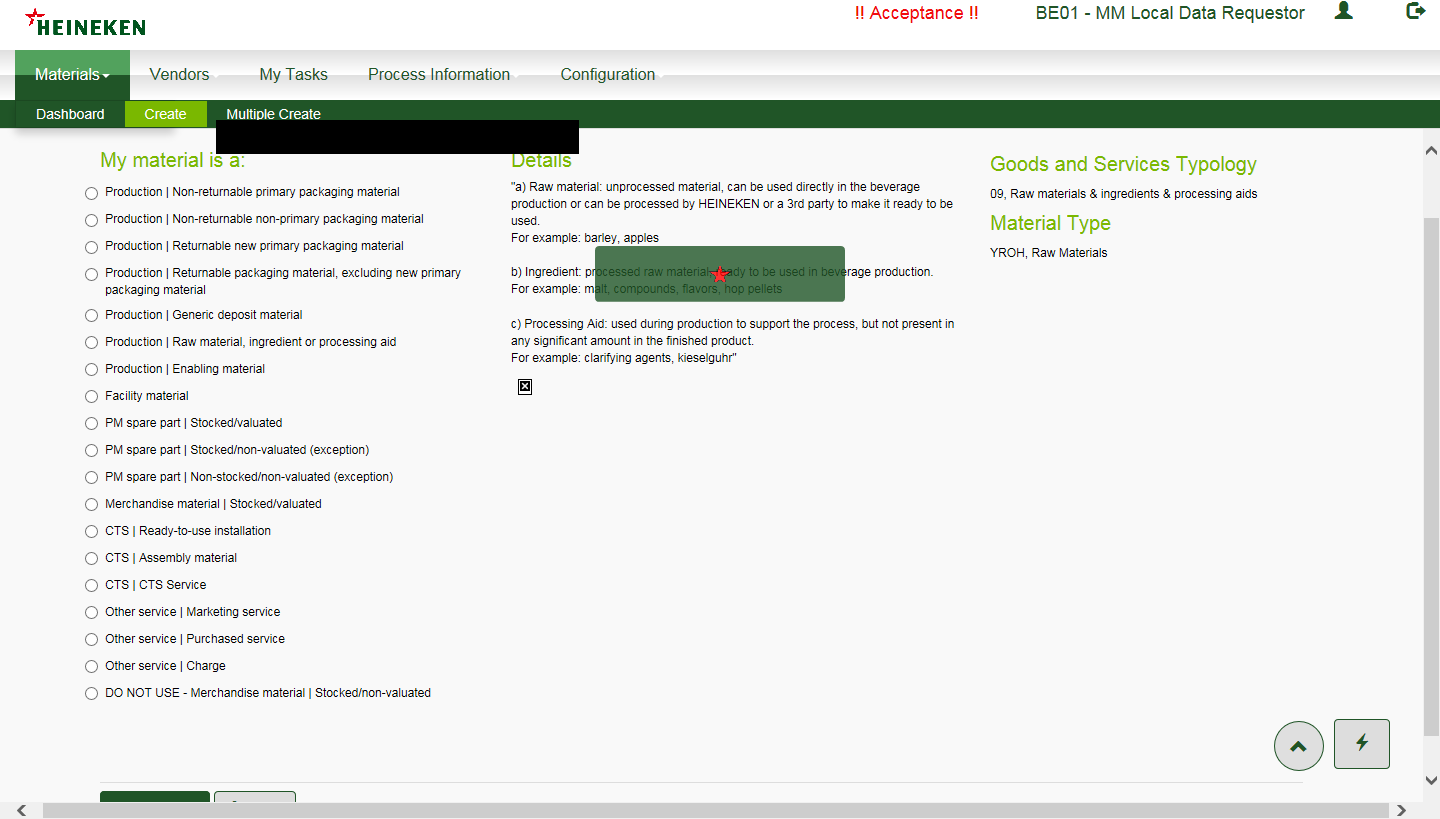 HEINEKEN
!! Acceptance !!
BE01 - MM Local Data Requestor
Materials
Vendors
My Tasks
Process Information
Configuration
Dashboard
Create
Multiple Create
My material is a:
Production | Non-returnable primary packaging material
Production | Non-returnable non-primary packaging material
Production | Returnable new primary packaging material
Production | Returnable packaging material, excluding new primary
packaging material
Production | Generic deposit material
Production | Raw material, ingredient or processing aid
Production | Enabling material
Facility material
PM spare part | Stocked/valuated
PM spare part | Stocked/non-valuated (exception)
PM spare part | Non-stocked/non-valuated (exception)
Merchandise material | Stocked/valuated
CTS | Ready-to-use installation
CTS | Assembly material
CTS | CTS Service
Other service | Marketing service
Other service | Purchased service
Other service | Charge
DO NOT USE - Merchandise material | Stocked/non-valuated
Details
"a) Raw material: unprocessed material, can be used directly in the beverage
production or can be processed by HEINEKEN or a 3rd party to make it ready to be
used.
For example: barley, apples
b) Ingredient: processed raw material, ready to be used in beverage production.
For example: malt, compounds, flavors, hop pellets
c) Processing Aid: used during production to support the process, but not present in
any significant amount in the finished product.
For example: clarifying agents, kieselguhr"
Goods and Services Typology
09, Raw materials & ingredients & processing aids
Material Type
YROH, Raw Materials